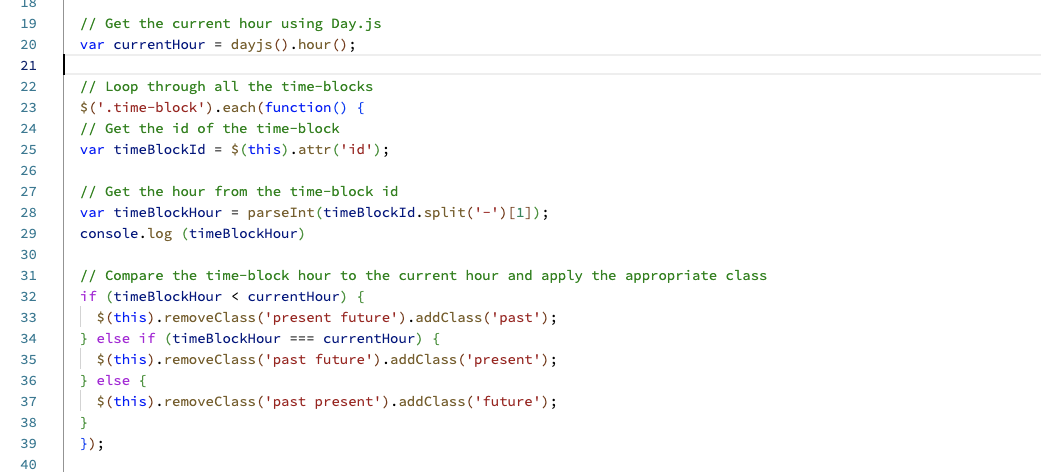 18
19 // Get the current hour using Day.js
20 var currentHour = dayjs().hour();
21
22 // Loop through all the time-blocks
23 $('.time-block').each(function() {
24 // Get the id of the time-block
25 var timeBlockId = $(this).attr('id');
26
27 // Get the hour from the time-block id
28 var timeBlockHour = parseInt(timeBlockId.split('-')[1]);
29 console.log (timeBlockHour)
30
31 // Compare the time-block hour to the current hour and apply the appropriate class
32 if (timeBlockHour < currentHour) {
33   $(this).removeClass('present future').addClass('past');
34 } else if (timeBlockHour === currentHour) {
35   $(this).removeClass('past future').addClass('present');
36 } else {
37   $(this).removeClass('past present').addClass('future');
38 }
39 });
40